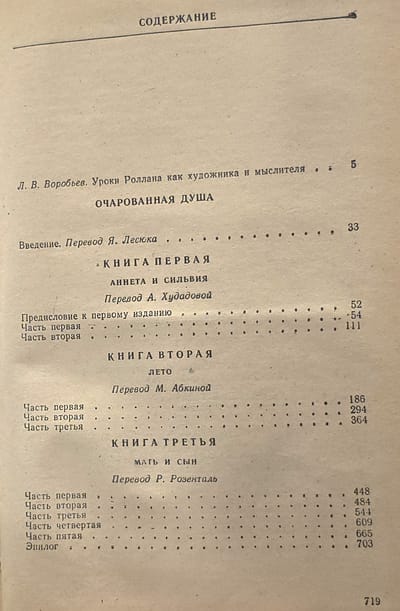 СОДЕРЖАНИЕ
Л. В. Воробьев. Уроки Роллана как художника и мыслителя . . 5
ОЧАРОВАННАЯ ДУША
Введение. Перевод Я. Лесюка . . . . . . . . . . . 33
КНИГА ПЕРВАЯ
АННЕТА И СИЛЬВИЯ
Перевод А. Худадовой
Предисловие к первому изданию . . . . . . . . . . 52
Часть первая . . . . . . . . . . . . . . . . 54
Часть вторая . . . . . . . . . . . . . . . . 111
КНИГА ВТОРАЯ
ЛЕТО
Перевод М. Абкиной
Часть первая . . . . . . . . . . . . . . . . 186
Часть вторая . . . . . . . . . . . . . . . . 294
Часть третья . . . . . . . . . . . . . . . . 364
КНИГА ТРЕТЬЯ
МАТЬ И СЫН
Перевод Р. Розенталь
Часть первая . . . . . . . . . . . . . . . . 448
Часть вторая . . . . . . . . . . . . . . . . 484
Часть третья . . . . . . . . . . . . . . . . 544
Часть четвертая . . . . . . . . . . . . . . . 609
Часть пятая . . . . . . . . . . . . . . . . 665
Эпилог . . . . . . . . . . . . . . . . . . 703
719